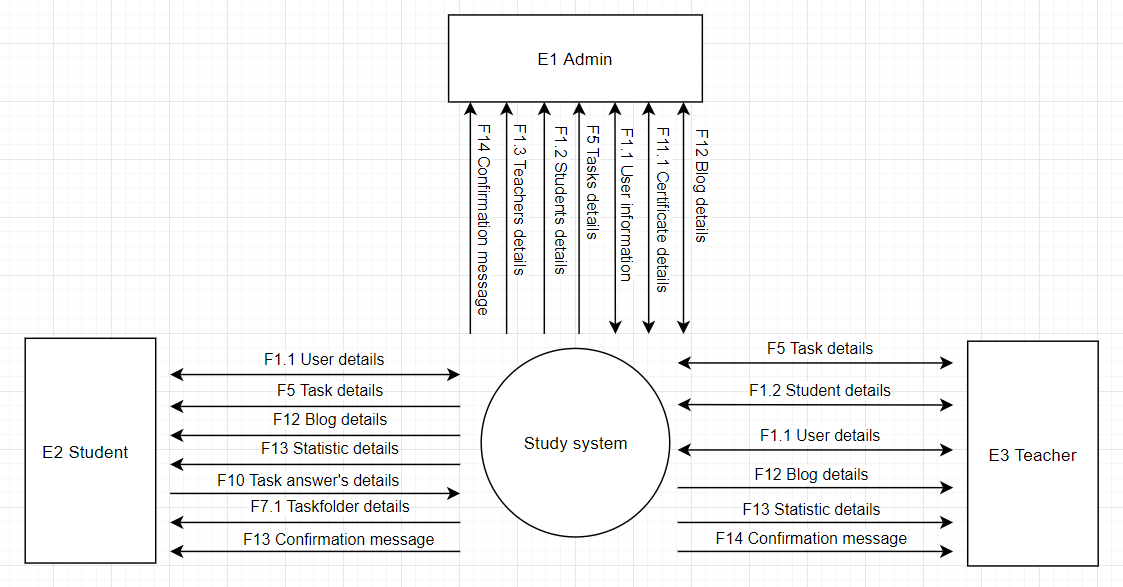 E1 Admin
F14 Confirmation message
F1.3 Teachers details
F1.2 Students details
F5 Tasks details
F1.1 User information
F11.1 Certificate details
F12 Blog details
E2 Student
F1.1 User details
F5 Task details
F12 Blog details
F13 Statistic details
F10 Task answer's details
F7.1 Taskfolder details
F13 Confirmation message
Study system
F5 Task details
F1.2 Student details
F1.1 User details
F12 Blog details
F13 Statistic details
F14 Confirmation message
E3 Teacher